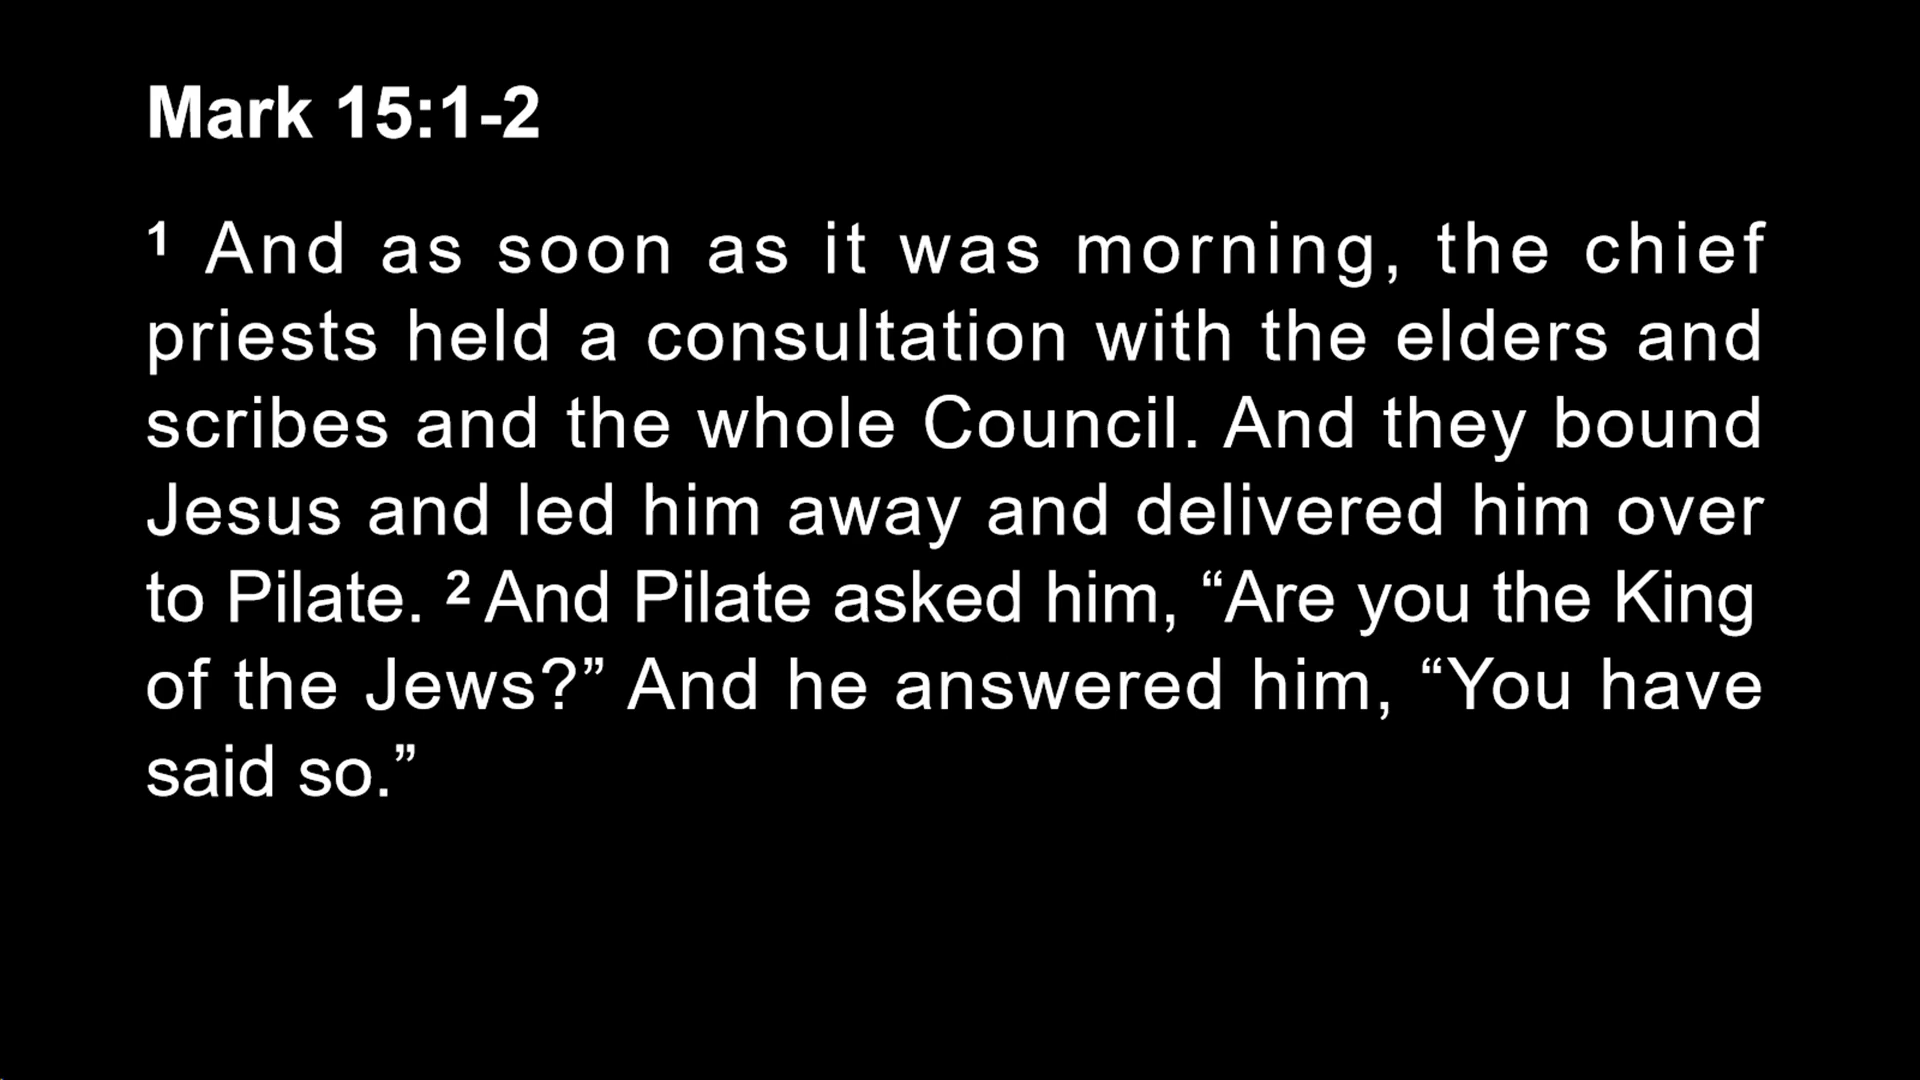 Mark 15:1-2
¹ And as soon as it was morning, the chief
priests held a consultation with the elders and
scribes and the whole Council. And they bound
Jesus and led him away and delivered him over
to Pilate. ² And Pilate asked him, “Are you the King
of the Jews?” And he answered him, “You have
said so.”